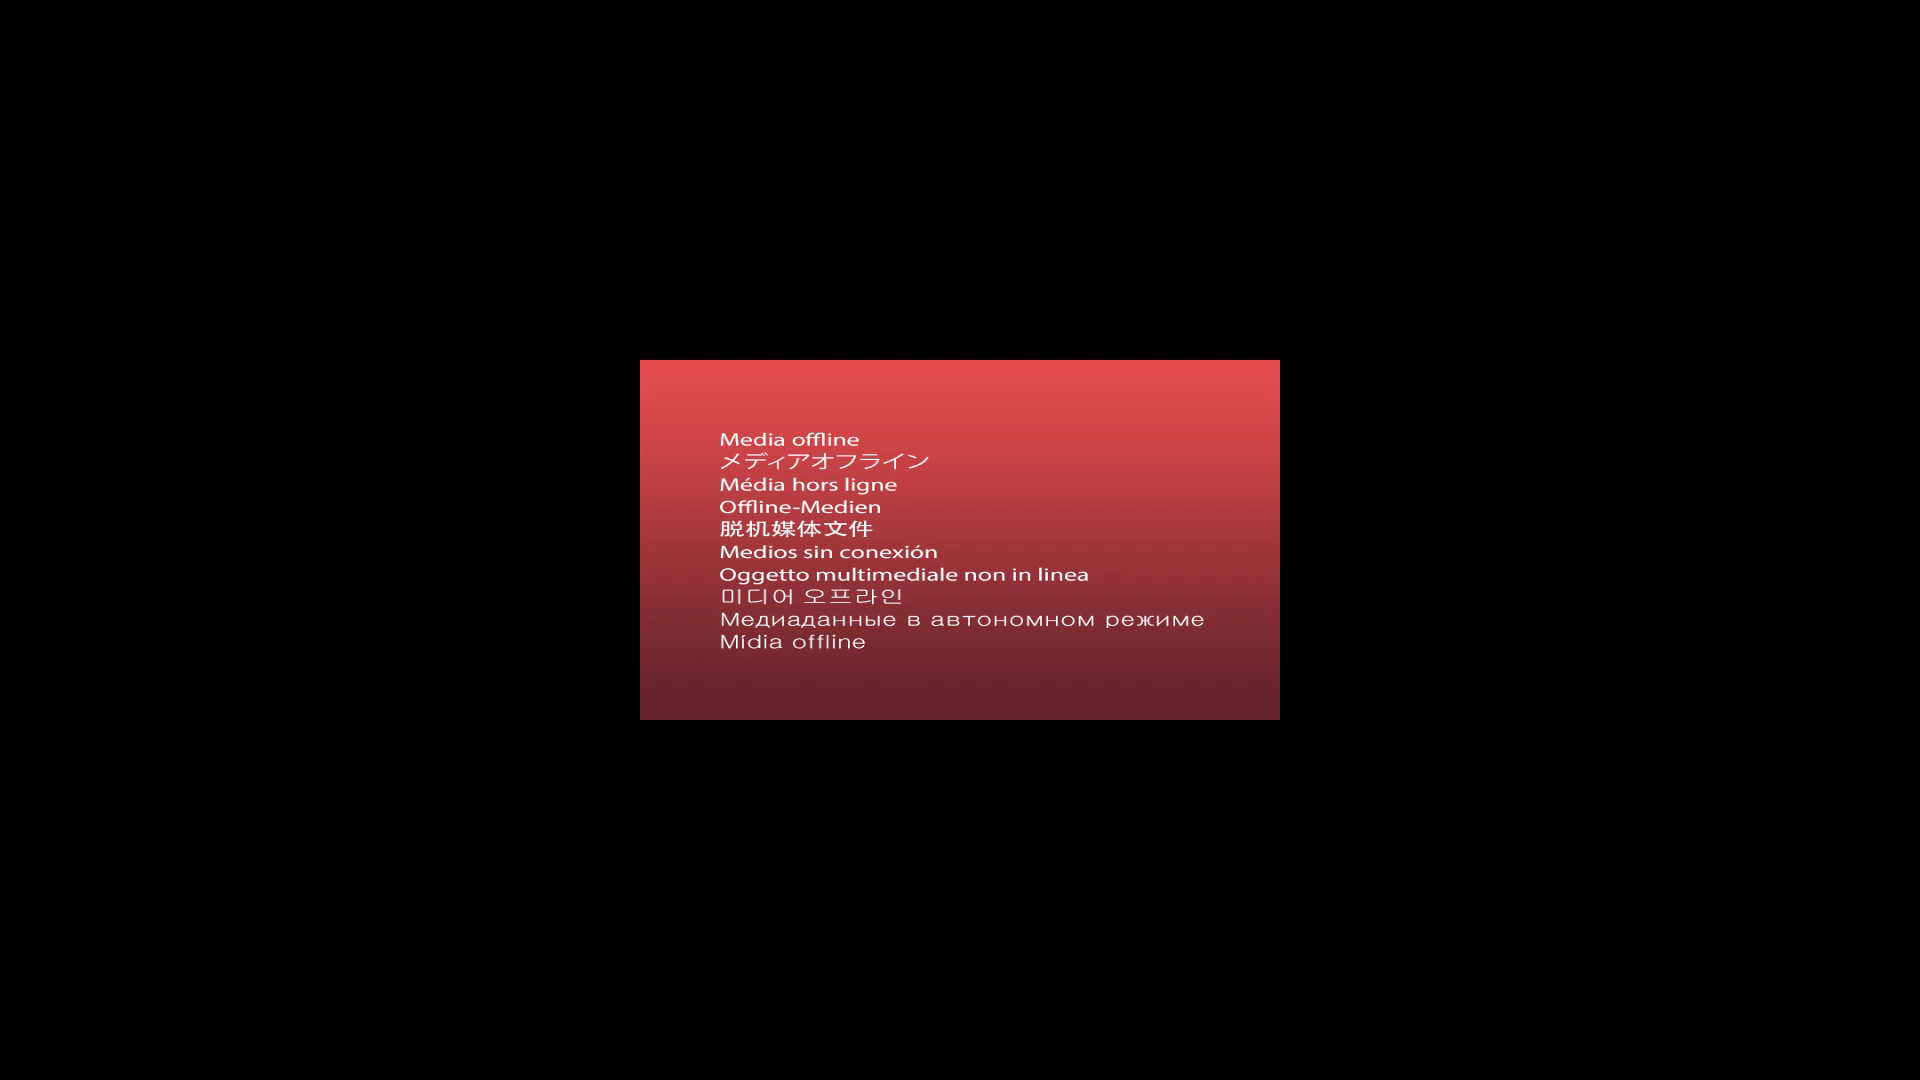 Media offline
メディアオフライン
Média hors ligne
Offline-Medien
脱机媒体文件
Medios sin conexión
Oggetto multimediale non in linea
미디어 오프라인
Медиаданные в автономном режиме
Mídia offline